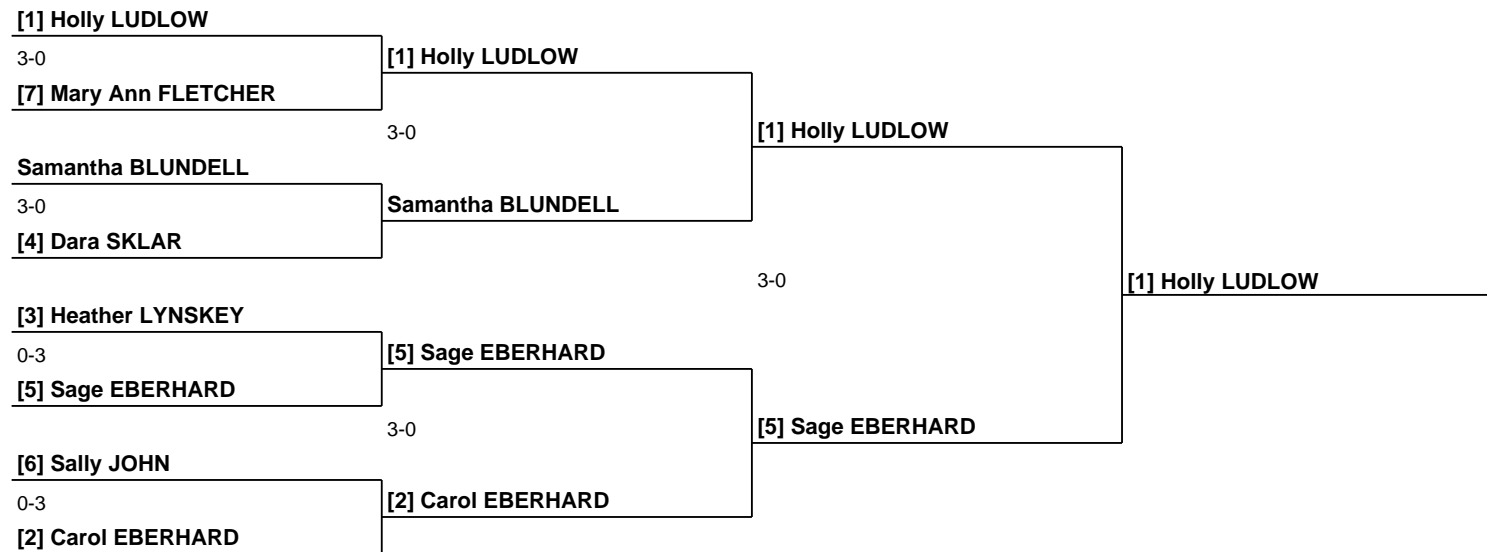 [1] Holly LUDLOW
3-0
[7] Mary Ann FLETCHER
Samantha BLUNDELL
3-0
[4] Dara SKLAR
[3] Heather LYNSKEY
0-3
[5] Sage EBERHARD
[6] Sally JOHN
0-3
[2] Carol EBERHARD
[1] Holly LUDLOW
3-0
Samantha BLUNDELL
[5] Sage EBERHARD
3-0
[2] Carol EBERHARD
[1] Holly LUDLOW
3-0
[5] Sage EBERHARD
[1] Holly LUDLOW